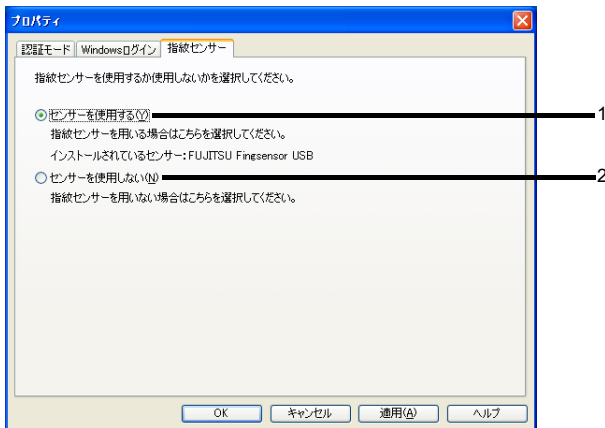 プロパティ
認証モード Windowsログイン 指紋センサー
指紋センサーを使用するか使用しないかを選択してください。
センサーを使用する(Y) 1
指紋センサーを用いる場合はこちらを選択してください。
インストールされているセンサー:FUJITSU Fingsensor USB
センサーを使用しない(N) 2
指紋センサーを用いない場合はこちらを選択してください。
OK キャンセル 適用(A) ヘルプ